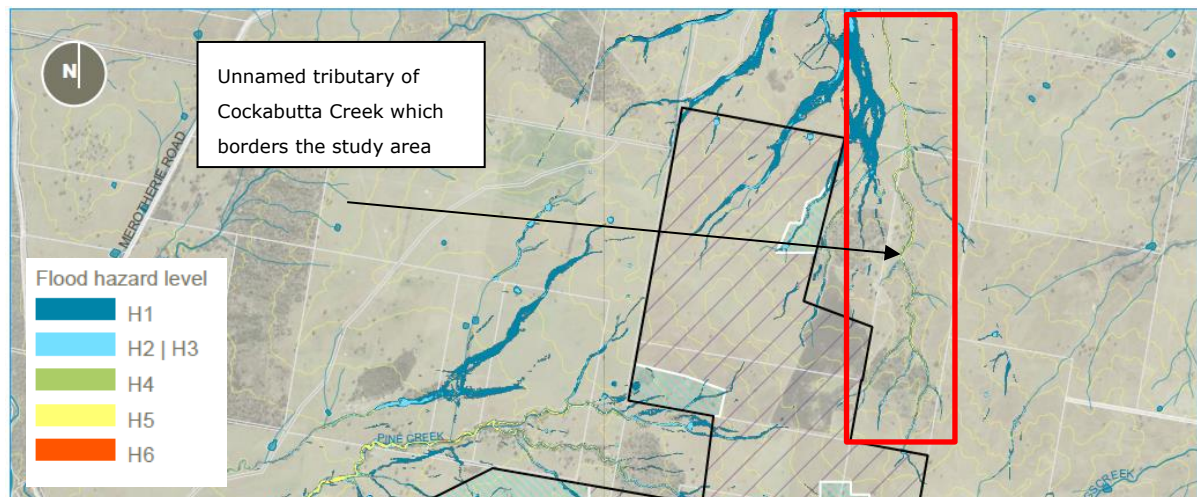 N
Unnamed tributary of
Cockabutta Creek which
borders the study area
MEROTHERIE ROAD
Flood hazard level
H1
H2 | H3
H4
H5
H6
PINE CREEK
CREEK